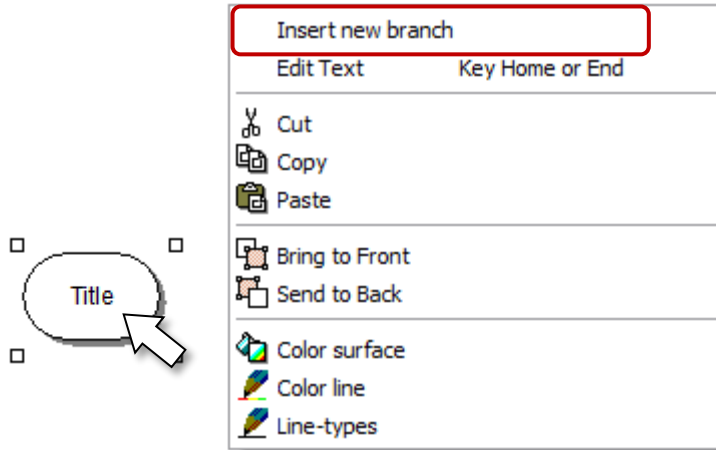 Insert new branch
Edit Text Key Home or End
Cut
Copy
Paste
Bring to Front
Send to Back
Color surface
Color line
Line-types
Title